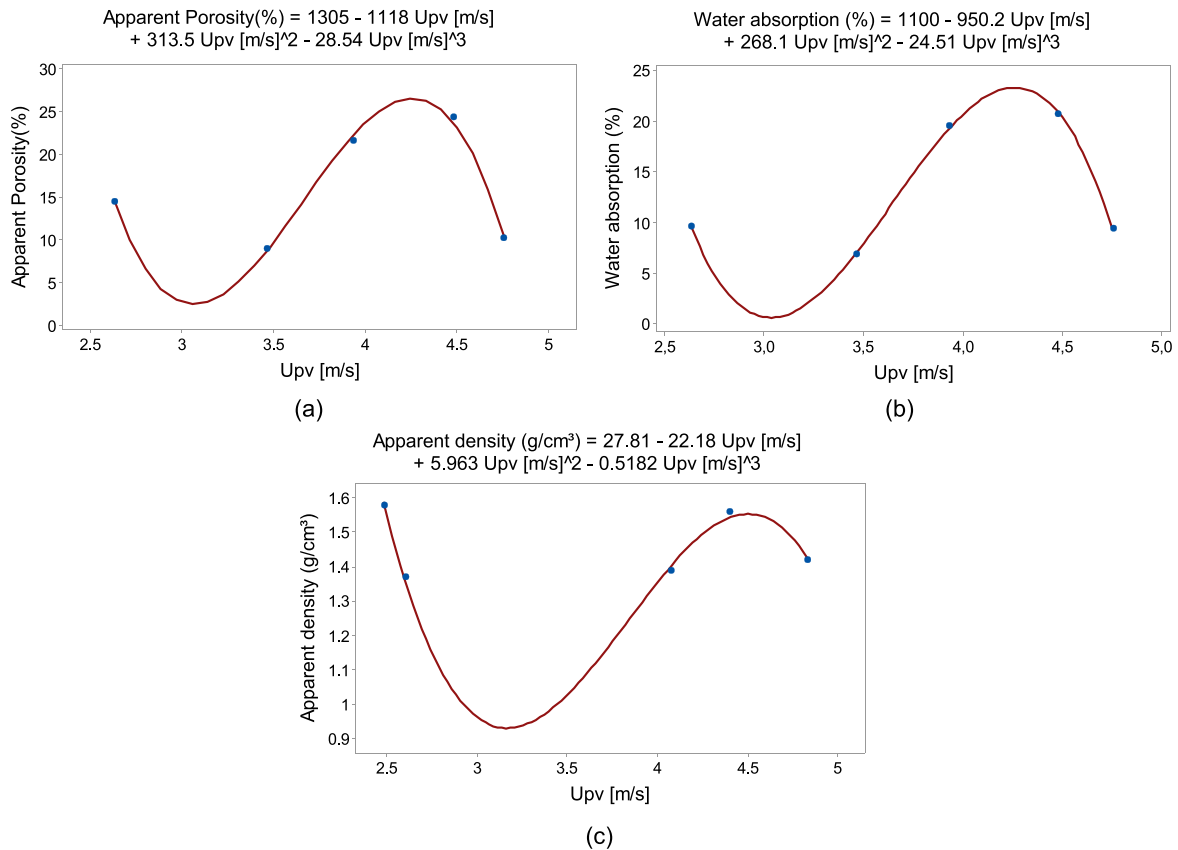 Apparent Porosity(%) = 1305 - 1118 Upv [m/s]
+ 313.5 Upv [m/s]^2 - 28.54 Upv [m/s]^3
30
25
20
15
10
5
0
Apparent Porosity(%)
2.5 3 3.5 4 4.5 5
Upv [m/s]
(a)
Water absorption (%) = 1100 - 950.2 Upv [m/s]
+ 268.1 Upv [m/s]^2 - 24.51 Upv [m/s]^3
25
20
15
10
5
0
Water absorption (%)
2,5 3,0 3,5 4,0 4,5 5,0
Upv [m/s]
(b)
Apparent density (g/cm³) = 27.81 - 22.18 Upv [m/s]
+ 5.963 Upv [m/s]^2 - 0.5182 Upv [m/s]^3
1.6
1.5
1.4
1.3
1.2
1.1
1
0.9
Apparent density (g/cm³)
2.5 3 3.5 4 4.5 5
Upv [m/s]
(c)